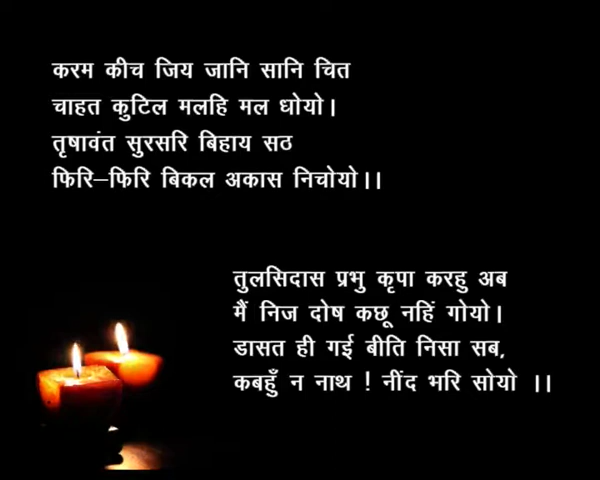 करम कीच जिय जानि सानि चित
चाहत कुटिल मलहि मल धोयो।
तृषावंत सुरसरि बिहाय सठ
फिरि–फिरि बिकल अकास निचोयो।।
तुलसिदास प्रभु कृपा करहु अब
मैं निज दोष कछू नहिं गोयो।
डासत ही गई बीति निसा सब,
कबहुँ न नाथ ! नींद भरि सोयो ।।